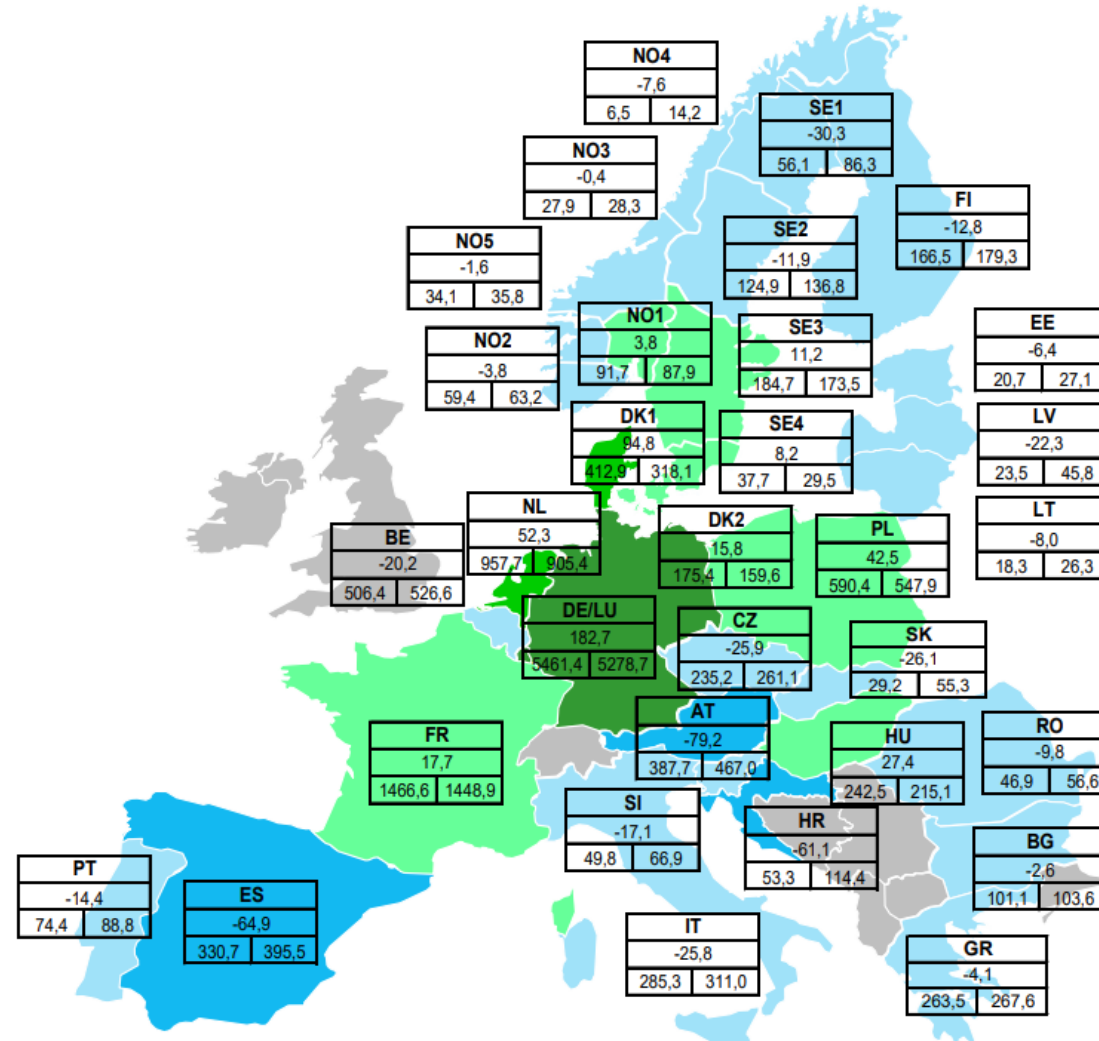 NO4
-7,6
6,5 14,2
SE1
-30,3
56,1 86,3
NO3
-0,4
27,9 28,3
FI
-12,8
166,5 179,3
NO5
-1,6
34,1 35,8
SE2
-11,9
124,9 136,8
NO1
3,8
91,7 87,9
SE3
11,2
184,7 173,5
EE
-6,4
20,7 27,1
NO2
-3,8
59,4 63,2
DK1
94,8
412,9 318,1
SE4
8,2
37,7 29,5
LV
-22,3
23,5 45,8
NL
52,3
957,7 905,4
LT
-8,0
18,3 26,3
DK2
15,8
175,4 159,6
PL
42,5
590,4 547,9
BE
-20,2
506,4 526,6
DE/LU
182,7
5461,4 5278,7
CZ
-25,9
235,2 261,1
SK
-26,1
29,2 55,3
AT
-79,2
387,7 467,0
FR
17,7
1466,6 1448,9
HU
27,4
242,5 215,1
RO
-9,8
46,9 56,6
SI
-17,1
49,8 66,9
HR
-61,1
53,3 114,4
BG
-2,6
101,1 103,6
PT
-14,4
74,4 88,8
ES
-64,9
330,7 395,5
IT
-25,8
285,3 311,0
GR
-4,1
263,5 267,6